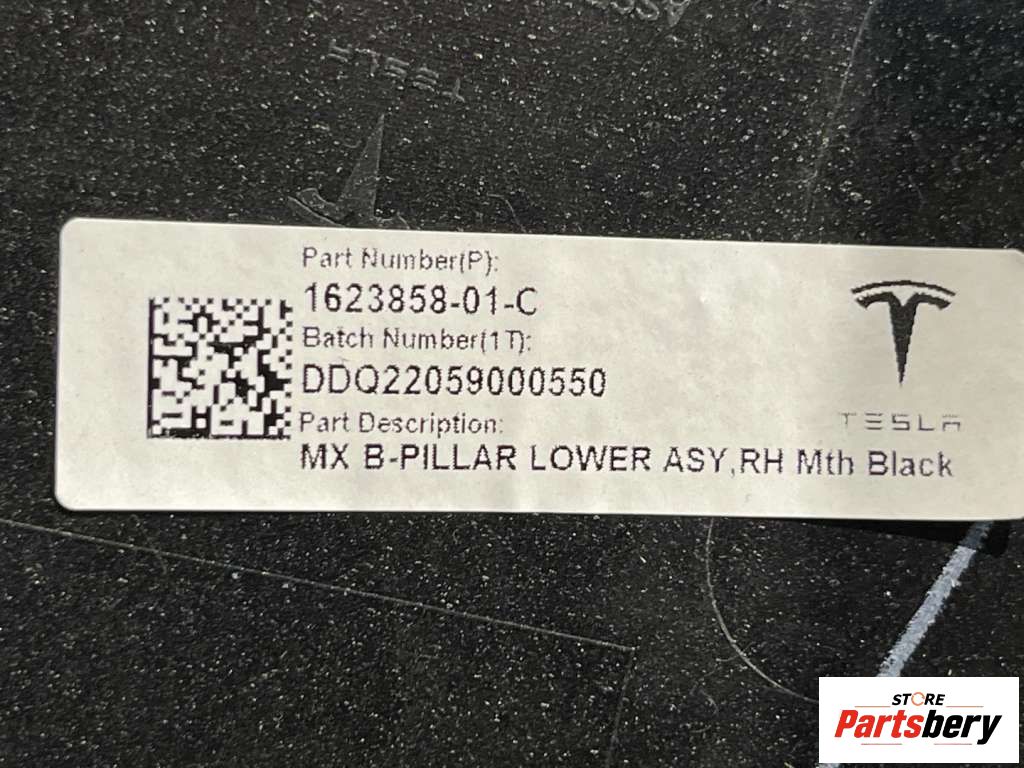 TESLA
Part Number(P):
1623858-01-C
Batch Number(1T):
DDQ22059000550
Part Description:
MX B-PILLAR LOWER ASY,RH Mth Black
TESLA
STORE
Partsbery